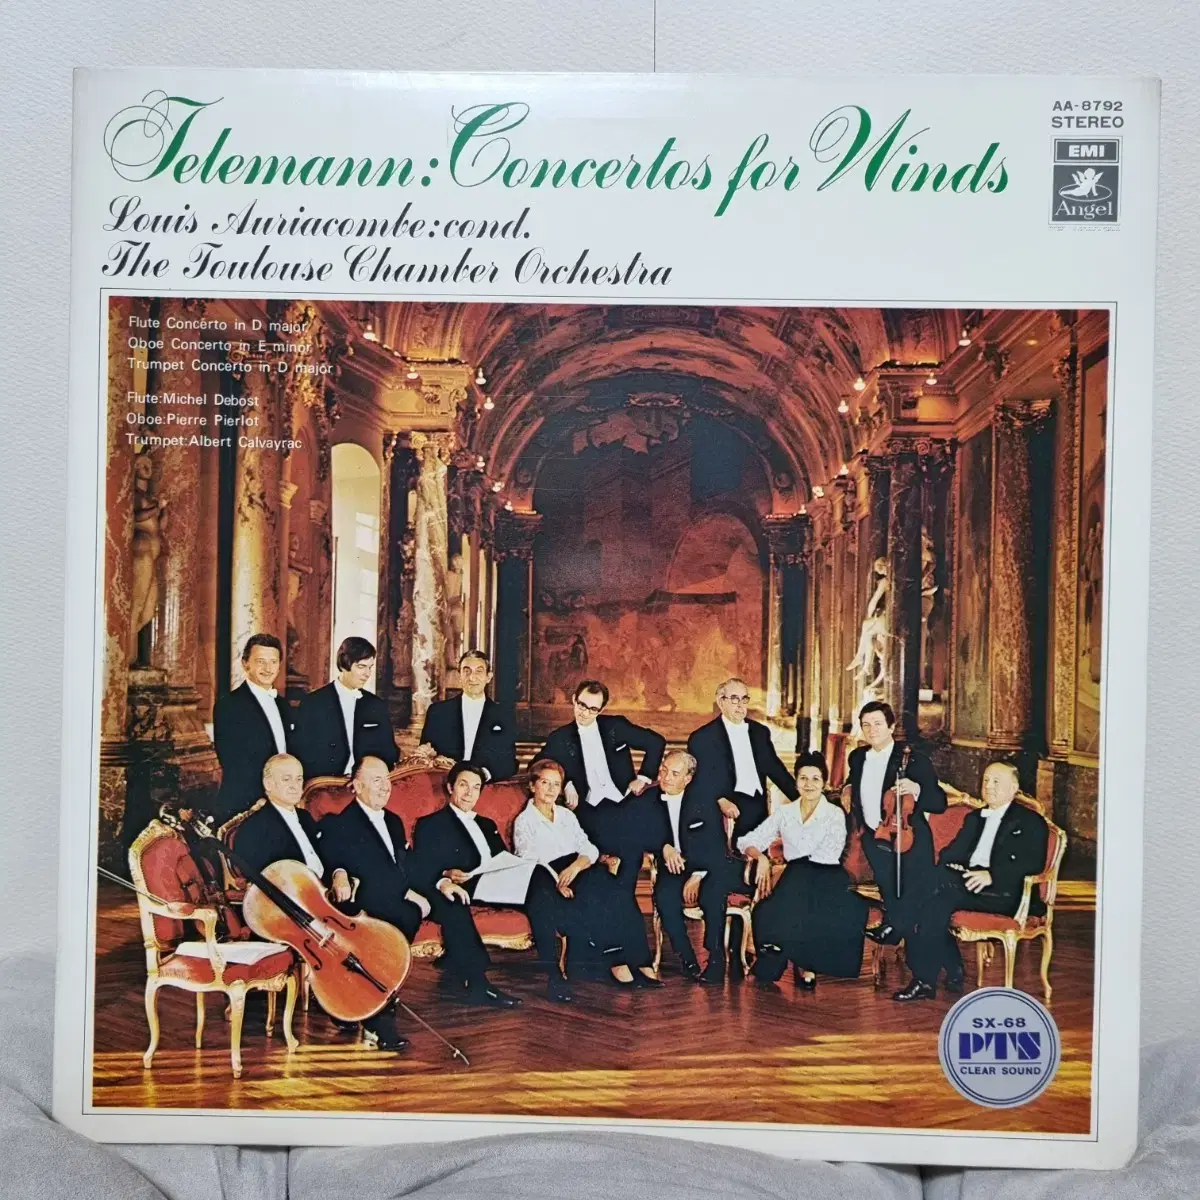 Telemann: Concertos for Winds
Louis Auriacombe: cond.
The Toulouse Chamber Orchestra
AA-8792
STEREO
EMI
Angel
Flute Concerto in D major
Oboe Concerto in E minor
Trumpet Concerto in D major
Flute: Michel Debost
Oboe: Pierre Pierlot
Trumpet: Albert Calvayrac
SX-68
PTS
CLEAR SOUND